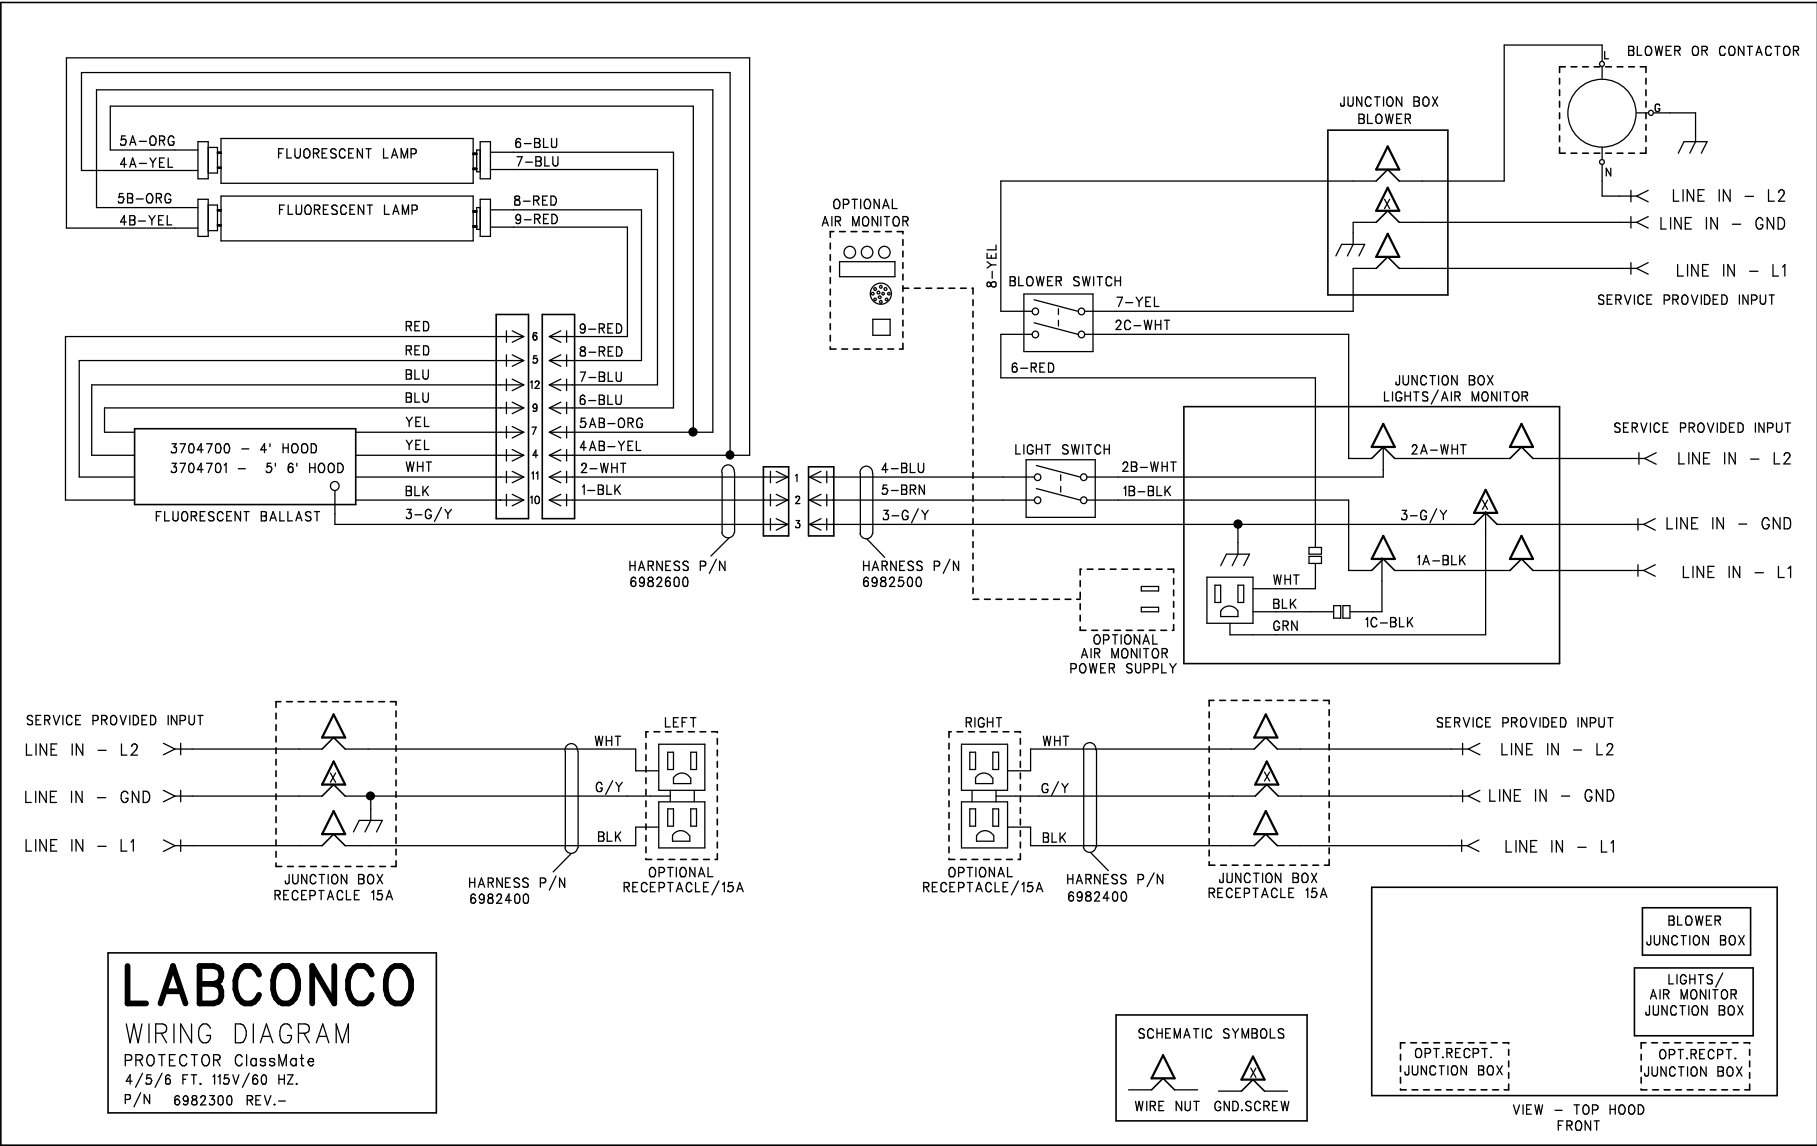 BLOWER OR CONTACTOR
L
G
N
JUNCTION BOX
BLOWER
X
LINE IN - L2
LINE IN - GND
LINE IN - L1
SERVICE PROVIDED INPUT
5A-ORG
4A-YEL
FLUORESCENT LAMP
6-BLU
7-BLU
5B-ORG
4B-YEL
FLUORESCENT LAMP
8-RED
9-RED
OPTIONAL
AIR MONITOR
8-YEL
BLOWER SWITCH
7-YEL
2C-WHT
6-RED
RED
6
9-RED
RED
5
8-RED
BLU
12
7-BLU
BLU
9
6-BLU
YEL
7
5AB-ORG
YEL
4
4AB-YEL
WHT
11
2-WHT
BLK
10
1-BLK
3-G/Y
3704700 - 4' HOOD
3704701 - 5' 6' HOOD
FLUORESCENT BALLAST
1
2
3
HARNESS P/N
6982600
4-BLU
5-BRN
3-G/Y
HARNESS P/N
6982500
LIGHT SWITCH
2B-WHT
1B-BLK
JUNCTION BOX
LIGHTS/AIR MONITOR
2A-WHT
X
3-G/Y
1A-BLK
WHT
BLK
GRN
1C-BLK
SERVICE PROVIDED INPUT
LINE IN - L2
LINE IN - GND
LINE IN - L1
OPTIONAL
AIR MONITOR
POWER SUPPLY
SERVICE PROVIDED INPUT
LINE IN - L2
LINE IN - GND
LINE IN - L1
X
JUNCTION BOX
RECEPTACLE 15A
WHT
G/Y
BLK
HARNESS P/N
6982400
LEFT
OPTIONAL
RECEPTACLE/15A
RIGHT
OPTIONAL
RECEPTACLE/15A
WHT
G/Y
BLK
HARNESS P/N
6982400
X
JUNCTION BOX
RECEPTACLE 15A
SERVICE PROVIDED INPUT
LINE IN - L2
LINE IN - GND
LINE IN - L1
LABCONCO
WIRING DIAGRAM
PROTECTOR ClassMate
4/5/6 FT. 115V/60 HZ.
P/N 6982300 REV.-
SCHEMATIC SYMBOLS
X
WIRE NUT GND.SCREW
BLOWER
JUNCTION BOX
LIGHTS/
AIR MONITOR
JUNCTION BOX
OPT.RECPT.
JUNCTION BOX
OPT.RECPT.
JUNCTION BOX
VIEW - TOP HOOD
FRONT